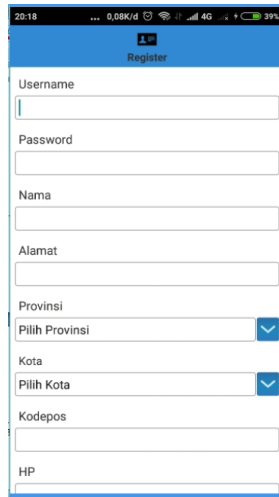 20:18 ... 0,08K/d 4G 39%
Register
Username
Password
Nama
Alamat
Provinsi
Pilih Provinsi
Kota
Pilih Kota
Kodepos
HP